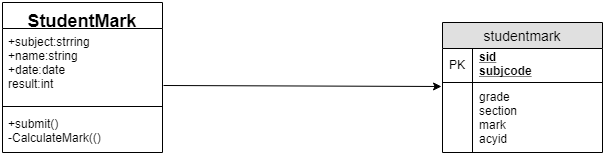 StudentMark
+subject:strring
+name:string
+date:date
result:int
+submit()
-CalculateMark(()
studentmark
PK
sid
subjcode
grade
section
mark
acyid